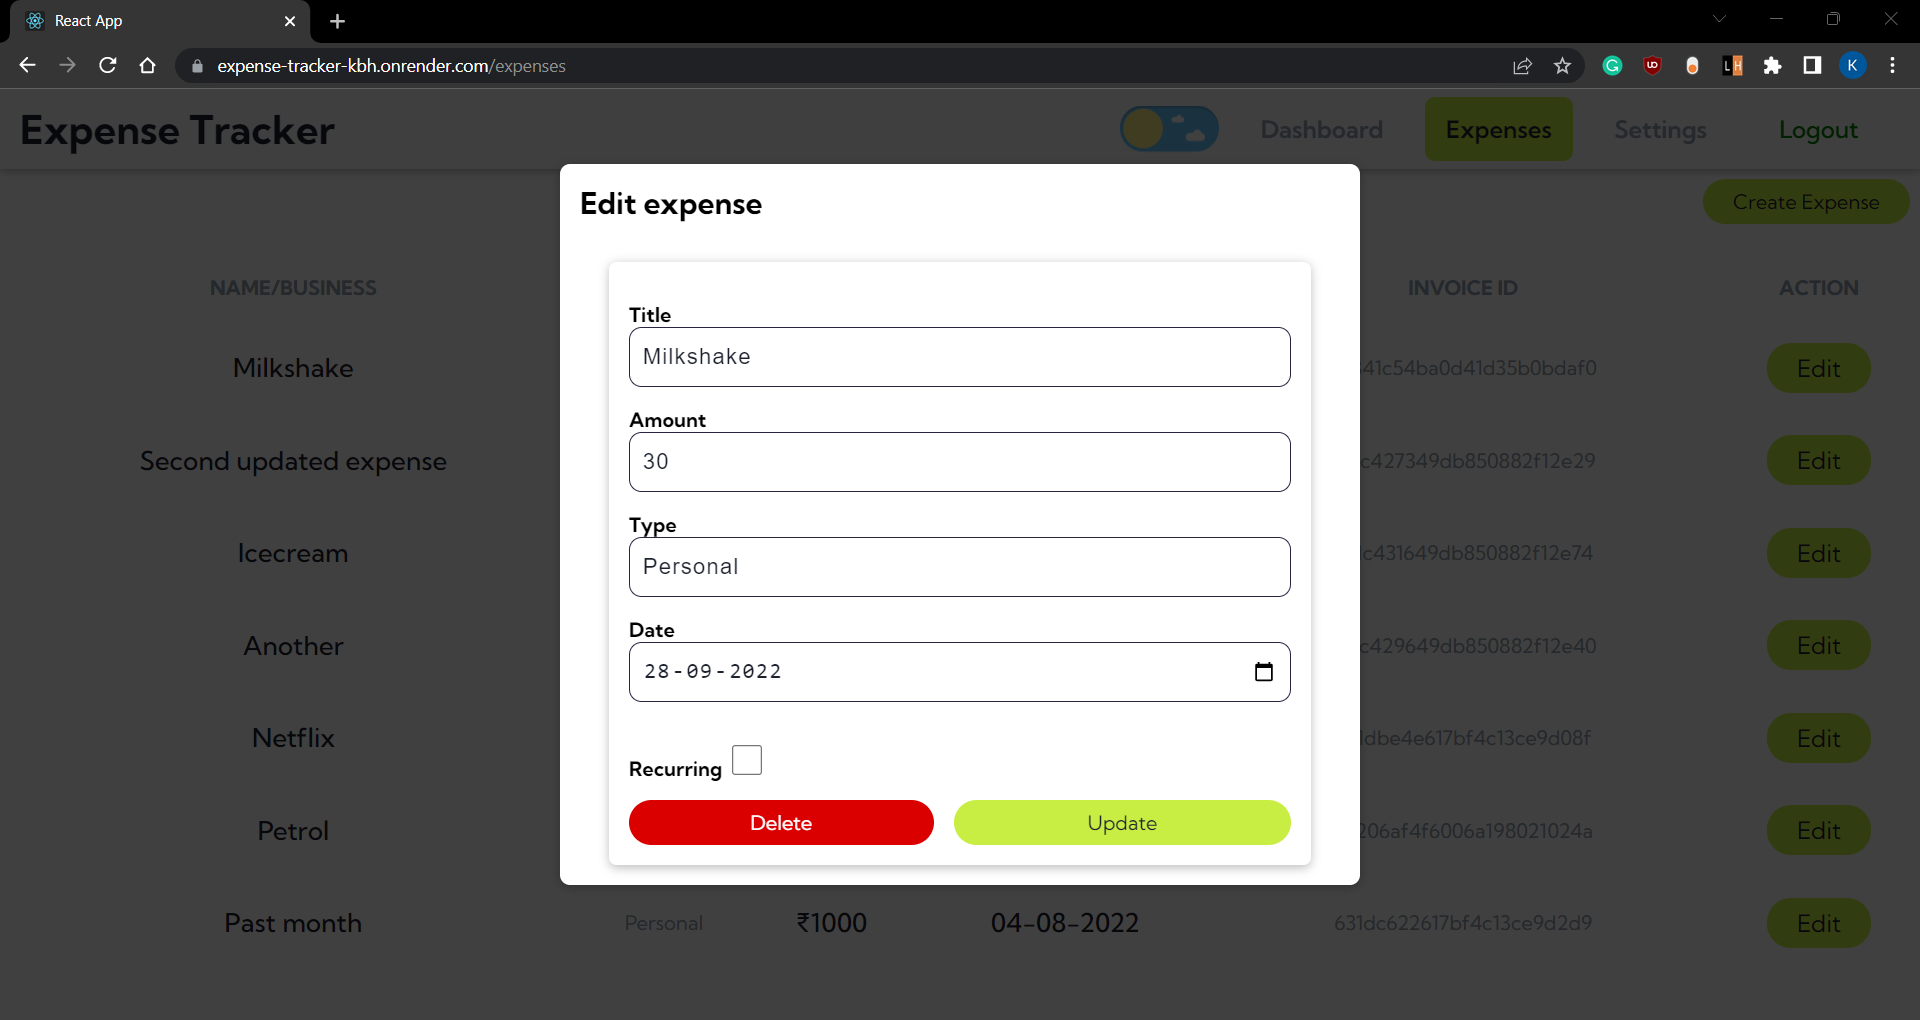 React App
expense-tracker-kbh.onrender.com/expenses
K
Expense Tracker
Dashboard
Expenses
Settings
Logout
Create Expense
Edit expense
NAME/BUSINESS
INVOICE ID
ACTION
Title
Milkshake
Milkshake
41c54ba0d41d35b0bdaf0
Edit
Amount
30
Second updated expense
c427349db850882f12e29
Edit
Type
Personal
Icecream
c431649db850882f12e74
Edit
Date
28-09-2022
Another
c429649db850882f12e40
Edit
Recurring
Netflix
dbe4e617bf4c13ce9d08f
Edit
Delete
Update
Petrol
206af4f6006a198021024a
Edit
Past month
Personal
₹1000
04-08-2022
631dc622617bf4c13ce9d2d9
Edit